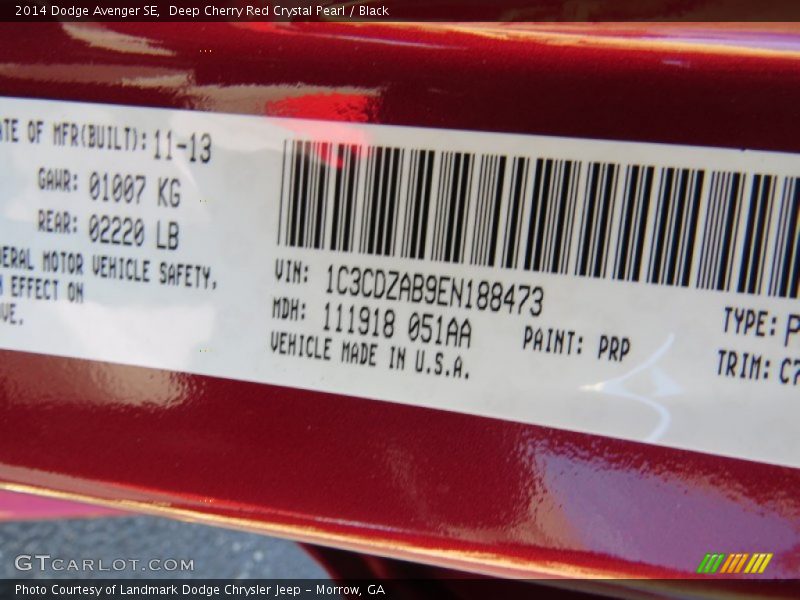 2014 Dodge Avenger SE,  Deep Cherry Red Crystal Pearl / Black
ATE OF MFR(BUILT): 11-13
GAWR: 01007 KG
REAR: 02220 LB
ERAL MOTOR VEHICLE SAFETY,
EFFECT ON
VE.
VIN: 1C3CDZAB9EN188473
MDH: 111918 051AA
VEHICLE MADE IN U.S.A.
PAINT: PRP
TYPE: P
TRIM: C7
GTCARLOT.COM
Photo Courtesy of Landmark Dodge Chrysler Jeep – Morrow, GA